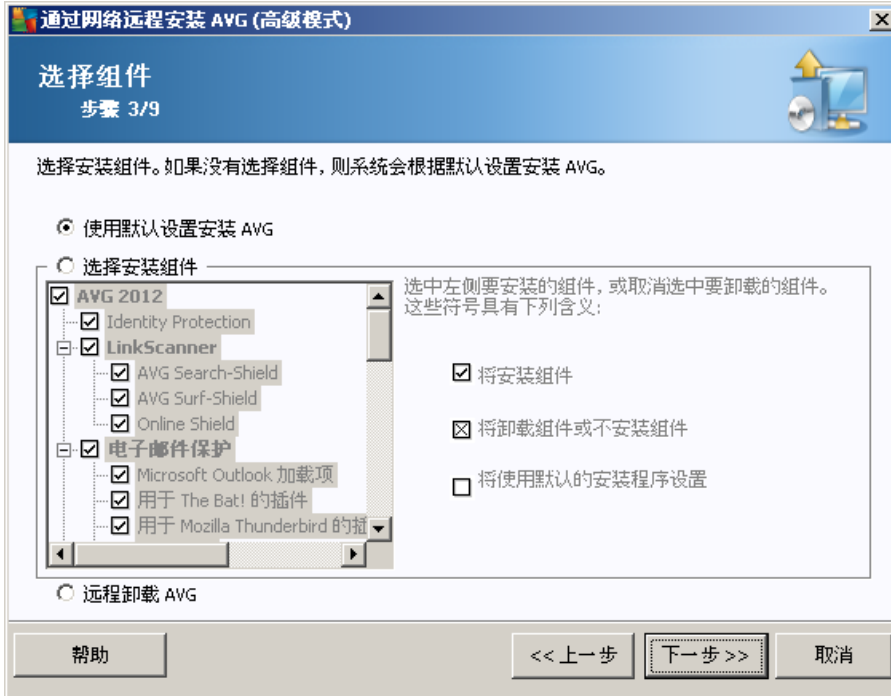 通过网络远程安装 AVG (高级模式)
选择组件
步骤 3/9
选择安装组件。如果没有选择组件，则系统会根据默认设置安装 AVG。
使用默认设置安装 AVG
选择安装组件
AVG 2012
Identity Protection
LinkScanner
AVG Search-Shield
AVG Surf-Shield
Online Shield
电子邮件保护
Microsoft Outlook 加载项
用于 The Bat! 的插件
用于 Mozilla Thunderbird 的插
选中左侧要安装的组件，或取消选中要卸载的组件。
这些符号具有下列含义:
将安装组件
将卸载组件或不安装组件
将使用默认的安装程序设置
远程卸载 AVG
帮助
<< 上一步
下一步 >>
取消